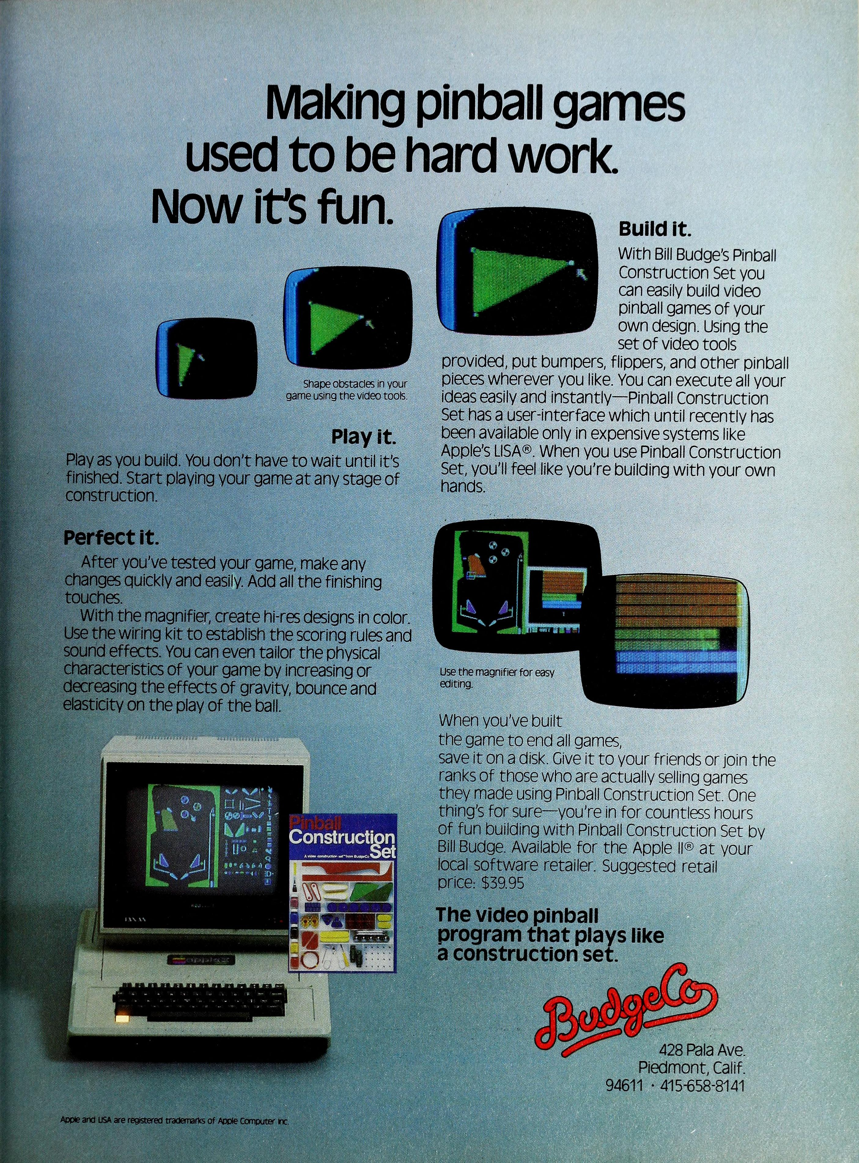 Making pinball games
used to be hard work.
Now it's fun.
Build it.
With Bill Budge's Pinball
Construction Set you
can easily build video
pinball games of your
own design. Using the
set of video tools
provided, put bumpers, flippers, and other pinball
pieces wherever you like. You can execute all your
ideas easily and instantly—Pinball Construction
Set has a user-interface which until recently has
been available only in expensive systems like
Apple's LISA®. When you use Pinball Construction
Set, you'll feel like you're building with your own
hands.
Shape obstacles in your
game using the video tools.
Play it.
Play as you build. You don't have to wait until it's
finished. Start playing your game at any stage of
construction.
Perfect it.
After you've tested your game, make any
changes quickly and easily. Add all the finishing
touches.
With the magnifier, create hi-res designs in color.
Use the wiring kit to establish the scoring rules and
sound effects. You can even tailor the physical
characteristics of your game by increasing or
decreasing the effects of gravity, bounce and
elasticity on the play of the ball.
Use the magnifier for easy
editing.
When you've built
the game to end all games,
save it on a disk. Give it to your friends or join the
ranks of those who are actually selling games
they made using Pinball Construction Set. One
thing's for sure—you're in for countless hours
of fun building with Pinball Construction Set by
Bill Budge. Available for the Apple II® at your
local software retailer. Suggested retail
price: $39.95
Pinball
Construction
Set
A video construction set from BudgeCo
The video pinball
program that plays like
a construction set.
BudgeCo
428 Pala Ave.
Piedmont, Calif.
94611 · 415-658-8141
Apple and LISA are registered trademarks of Apple Computer Inc.